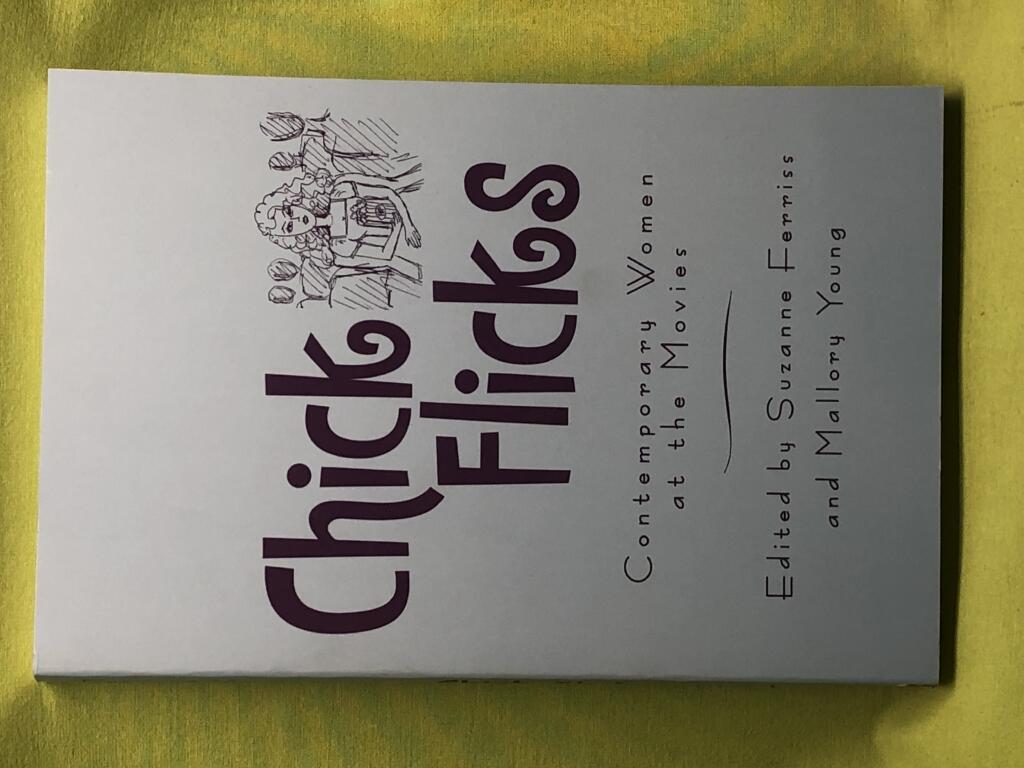 Chick
Flicks
Contemporary Women
at the Movies
Edited by Suzanne Ferriss
and Mallory Young